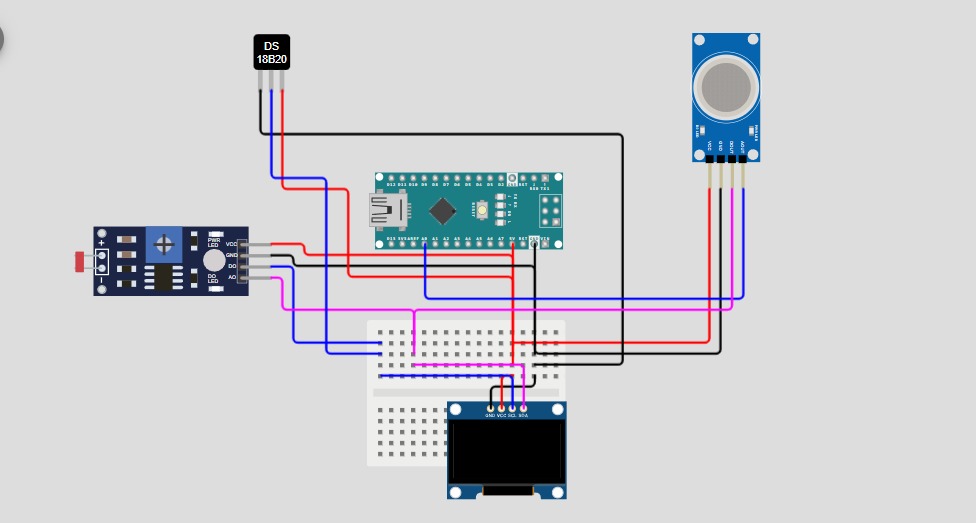 DS
18B20
D12 D11 D10 D9 D8 D7 D6 D5 D4 D3 D2 GND RST
RX0 TX1
RESET
VCC GND DOUT AOUT
+
PWR
LED
VCC
GND
DO
AO
DO
LED
D13 3V3 AREF A0 A1 A2 A3 A4 A5 A6 A7 5V RST GND VIN
GND VCC SCL SDA